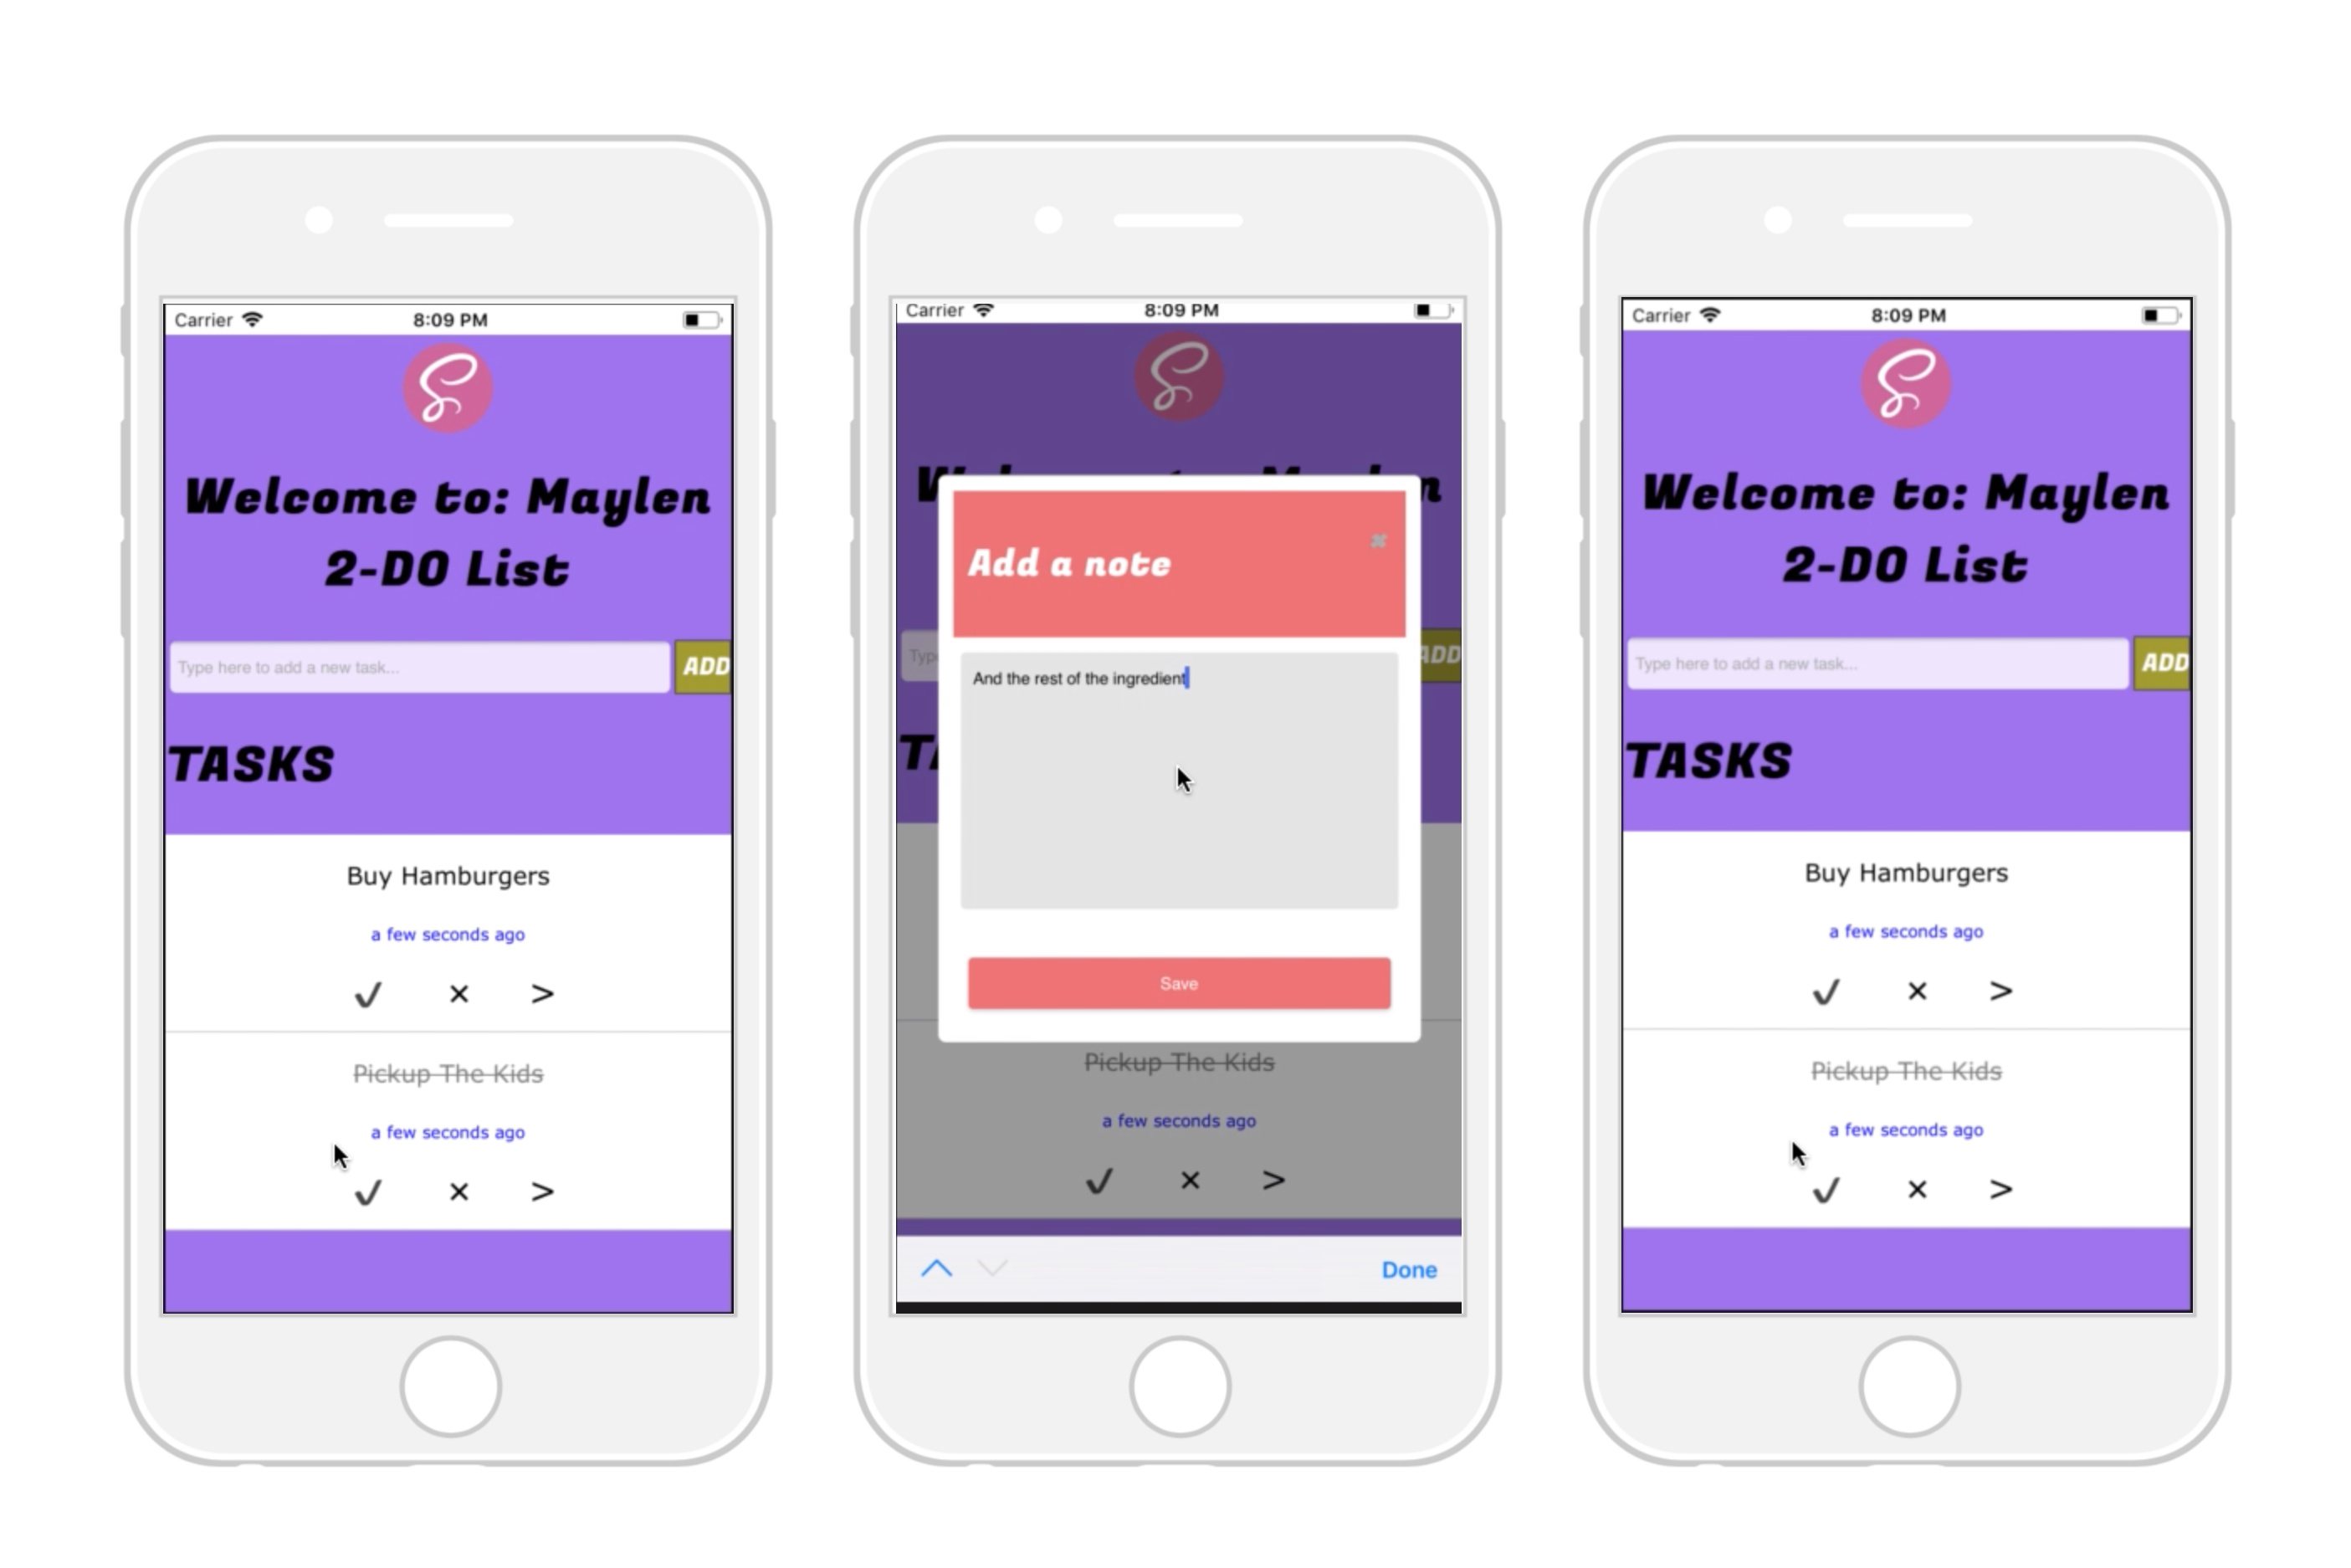 Carrier 8:09 PM
Welcome to: Maylen
2-DO List
Type here to add a new task... ADD
TASKS
Buy Hamburgers
a few seconds ago
✓ × >
Pickup The Kids
a few seconds ago
✓ × >
Carrier 8:09 PM
Add a note
And the rest of the ingredient
Save
ADD
Pickup The Kids
a few seconds ago
✓ × >
Done
Carrier 8:09 PM
Welcome to: Maylen
2-DO List
Type here to add a new task... ADD
TASKS
Buy Hamburgers
a few seconds ago
✓ × >
Pickup The Kids
a few seconds ago
✓ × >